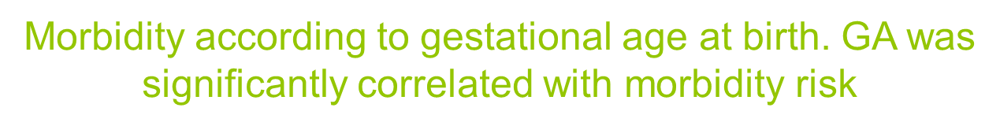 Morbidity according to gestational age at birth. GA was
significantly correlated with morbidity risk